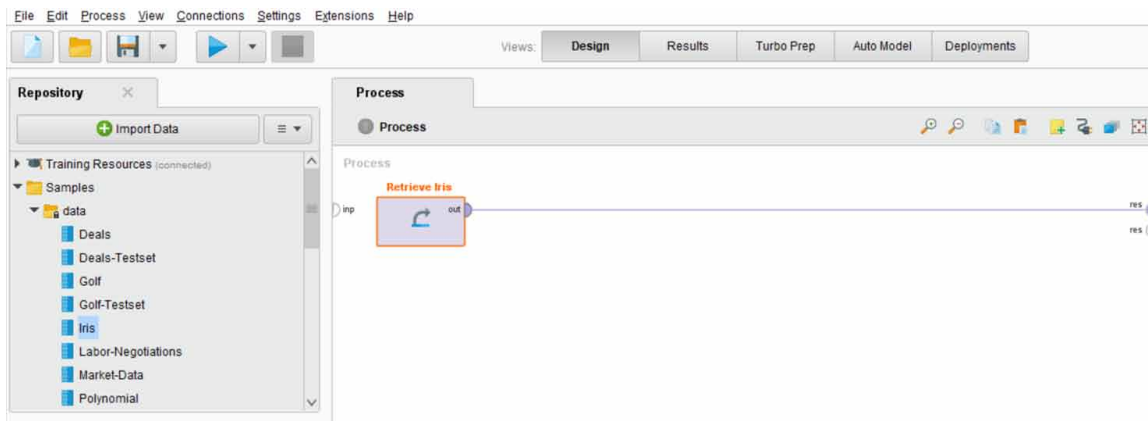 File Edit Process View Connections Settings Extensions Help
Views: Design Results Turbo Prep Auto Model Deployments
Repository
Import Data
Training Resources (connected)
Samples
data
Deals
Deals-Testset
Golf
Golf-Testset
Iris
Labor-Negotiations
Market-Data
Polynomial
Process
Process
Process
Retrieve Iris
inp out res
res